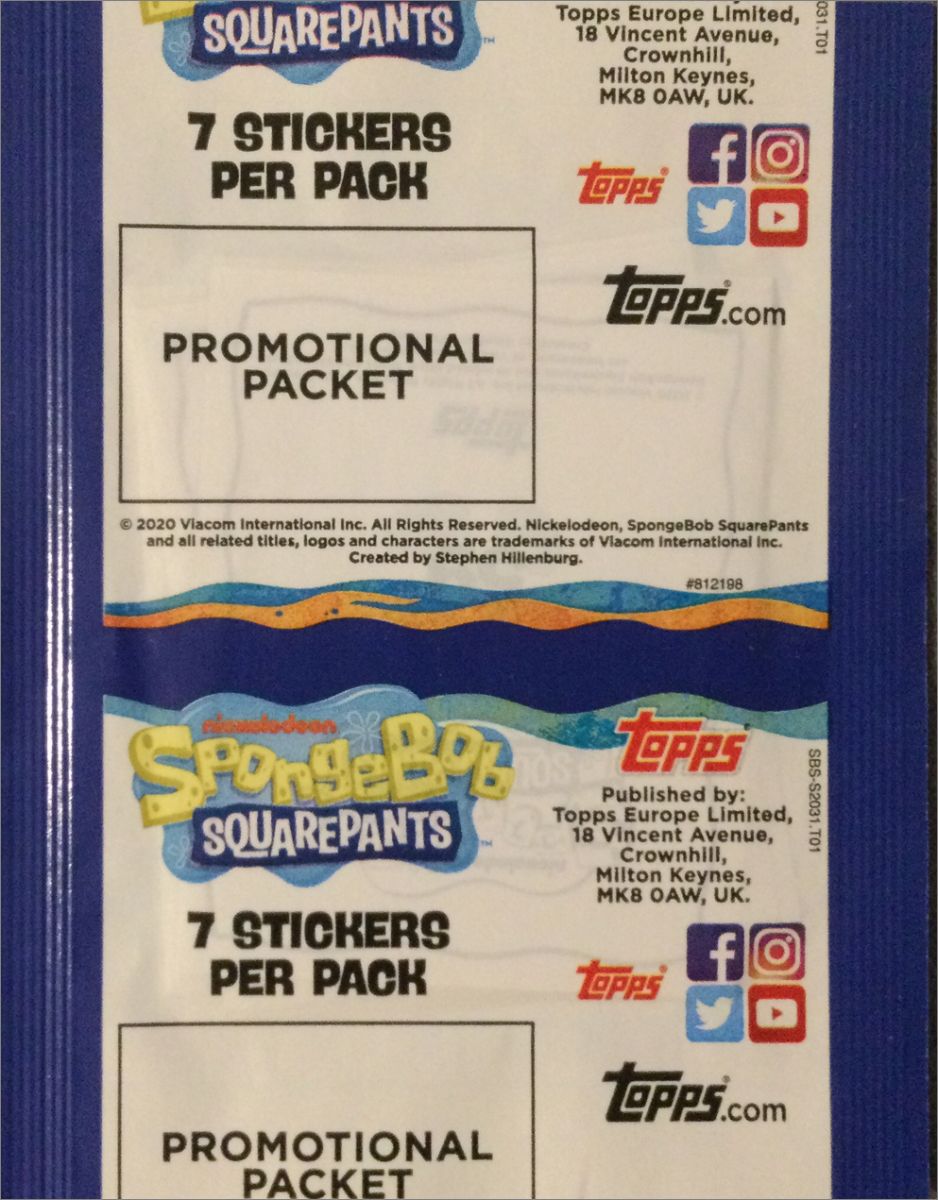 SQUAREPANTS™
Topps Europe Limited,
18 Vincent Avenue,
Crownhill,
Milton Keynes,
MK8 0AW, UK.
2031.T01
7 STICKERS
PER PACK
topps
PROMOTIONAL
PACKET
topps®.com
© 2020 Viacom International Inc. All Rights Reserved. Nickelodeon, SpongeBob SquarePants
and all related titles, logos and characters are trademarks of Viacom International Inc.
Created by Stephen Hillenburg.
#812198
nickelodeon
SpongeBob
SQUAREPANTS™
topps
Published by:
Topps Europe Limited,
18 Vincent Avenue,
Crownhill,
Milton Keynes,
MK8 0AW, UK.
SBS-S2031.T01
7 STICKERS
PER PACK
topps
topps®.com
PROMOTIONAL
PACKET